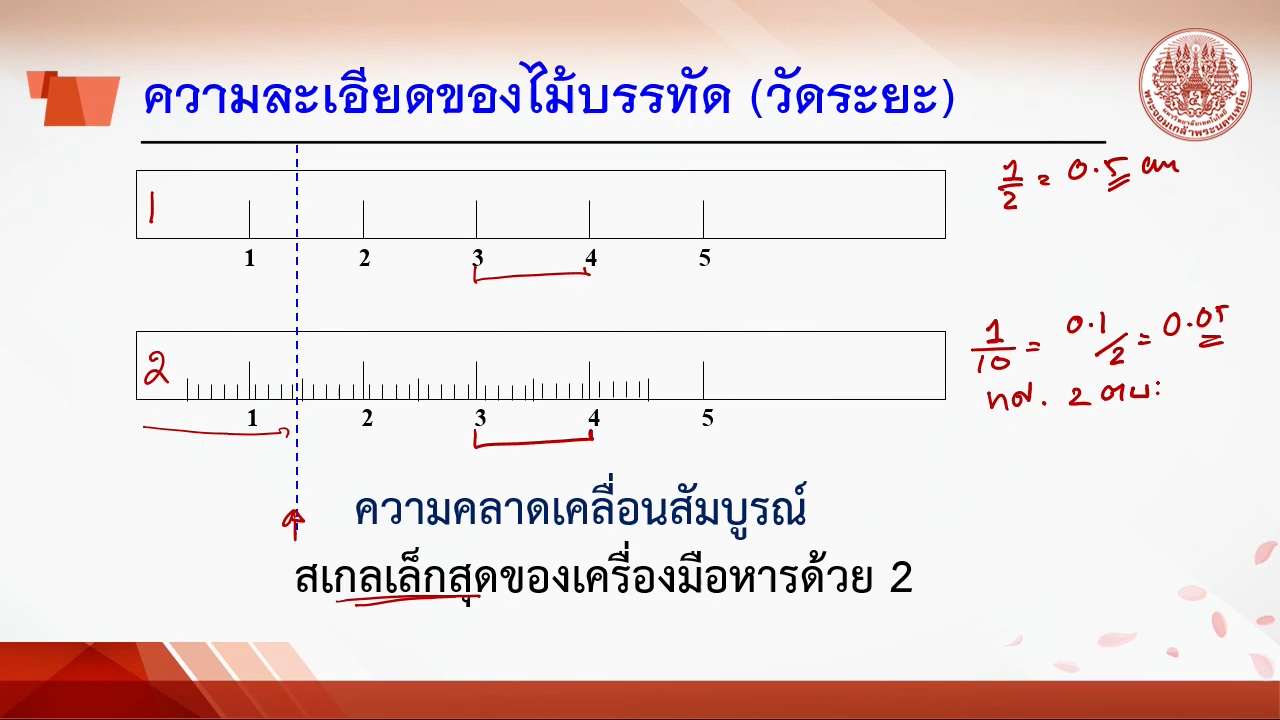 ความละเอียดของไม้บรรทัด (วัดระยะ)
1
1 2 3 4 5
1/2 = 0.5 cm
2
1 2 3 4 5
1/10 = 0.1/2 = 0.05
ทศ. 2 ตน:
ความคลาดเคลื่อนสัมบูรณ์
สเกลเล็กสุดของเครื่องมือหารด้วย 2